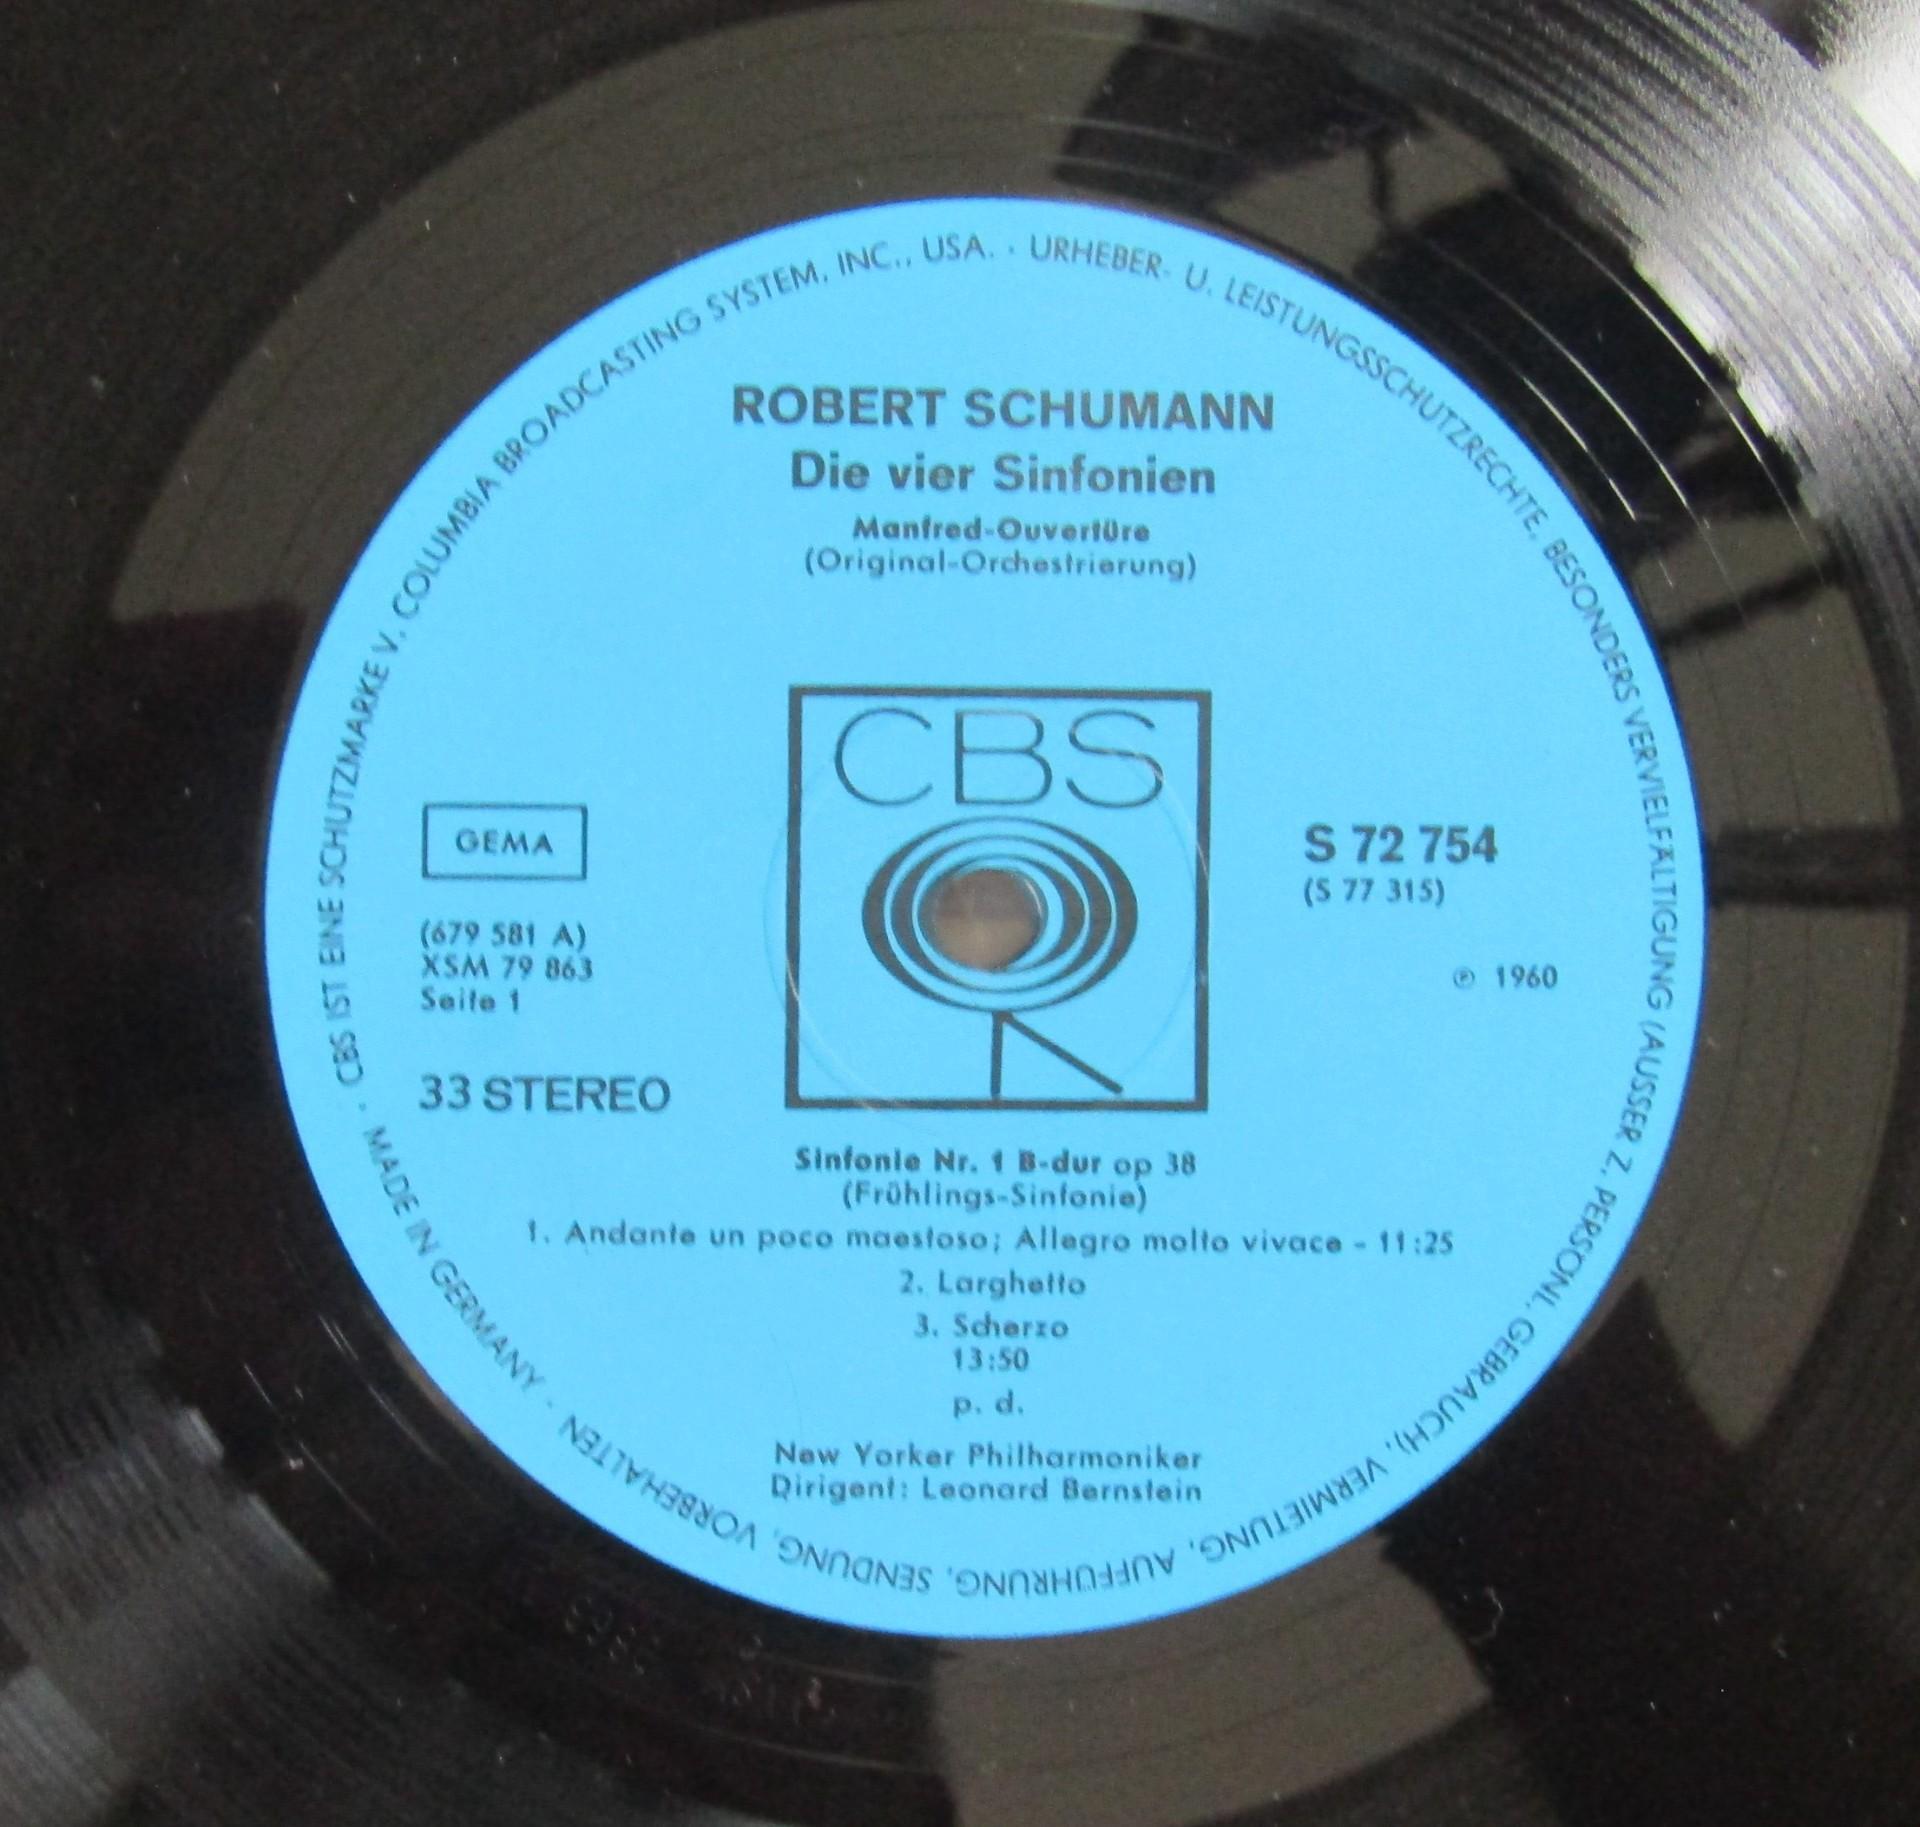 CBS IST EINE SCHUTZMARKE V. COLUMBIA BROADCASTING SYSTEM, INC., USA. · URHEBER- U. LEISTUNGSSCHUTZRECHTE, BESONDERS VERVIELFÄLTIGUNG (AUSSER Z. PERSÖNL. GEBRAUCH), VERMIETUNG, AUFFÜHRUNG, SENDUNG, VORBEHALTEN · MADE IN GERMANY ·
ROBERT SCHUMANN
Die vier Sinfonien
Manfred-Ouvertüre
(Original-Orchestrierung)
CBS
GEMA
(679 581 A)
XSM 79 863
Seite 1
33 STEREO
S 72 754
(S 77 315)
℗ 1960
Sinfonie Nr. 1 B-dur op 38
(Frühlings-Sinfonie)
1. Andante un poco maestoso; Allegro molto vivace - 11:25
2. Larghetto
3. Scherzo
13:50
p. d.
New Yorker Philharmoniker
Dirigent: Leonard Bernstein